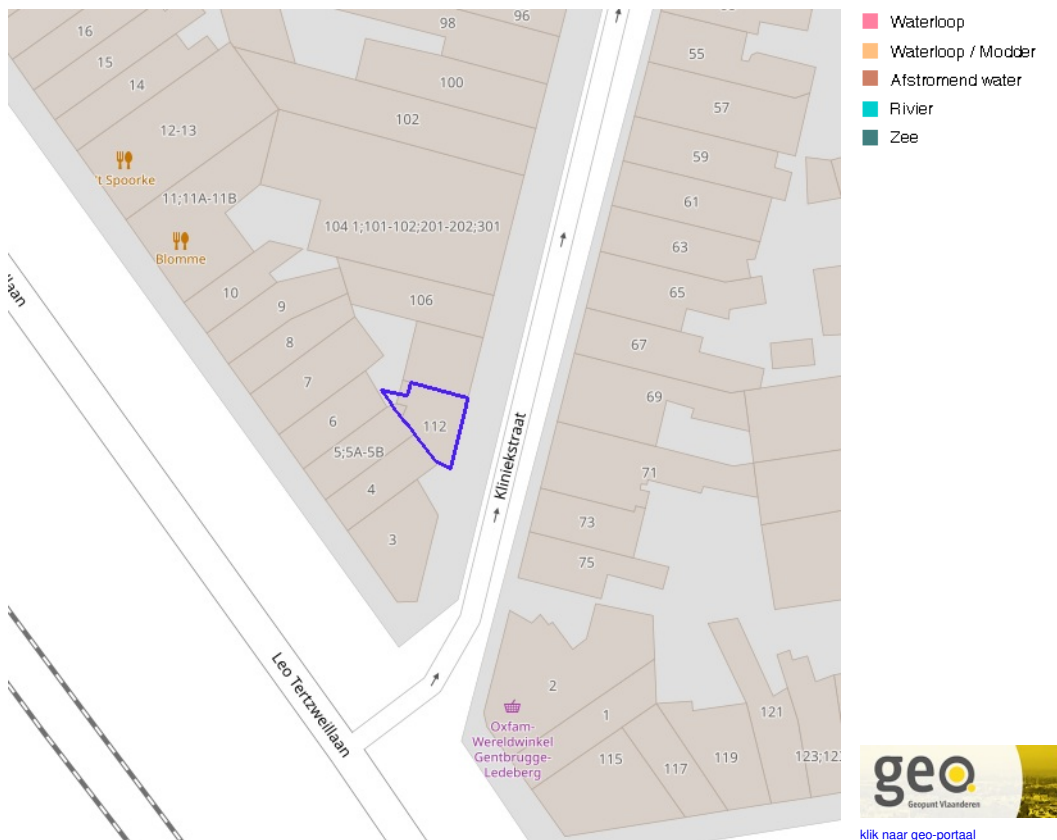 96
98
16
15
14
100
55
12-13
102
57
't Spoorke
59
11;11A-11B
61
104 1;101-102;201-202;301
63
Blomme
10
9
106
65
8
67
7
69
6
112
5;5A-5B
4
71
3
73
75
Kliniekstraat
Leo Tertzweillaan
2
1
Oxfam-
Wereldwinkel
Gentbrugge-
Ledeberg
121
115
117
119
Waterloop
Waterloop / Modder
Afstromend water
Rivier
Zee
geo
Geopunt Vlaanderen
klik naar geo-portaal